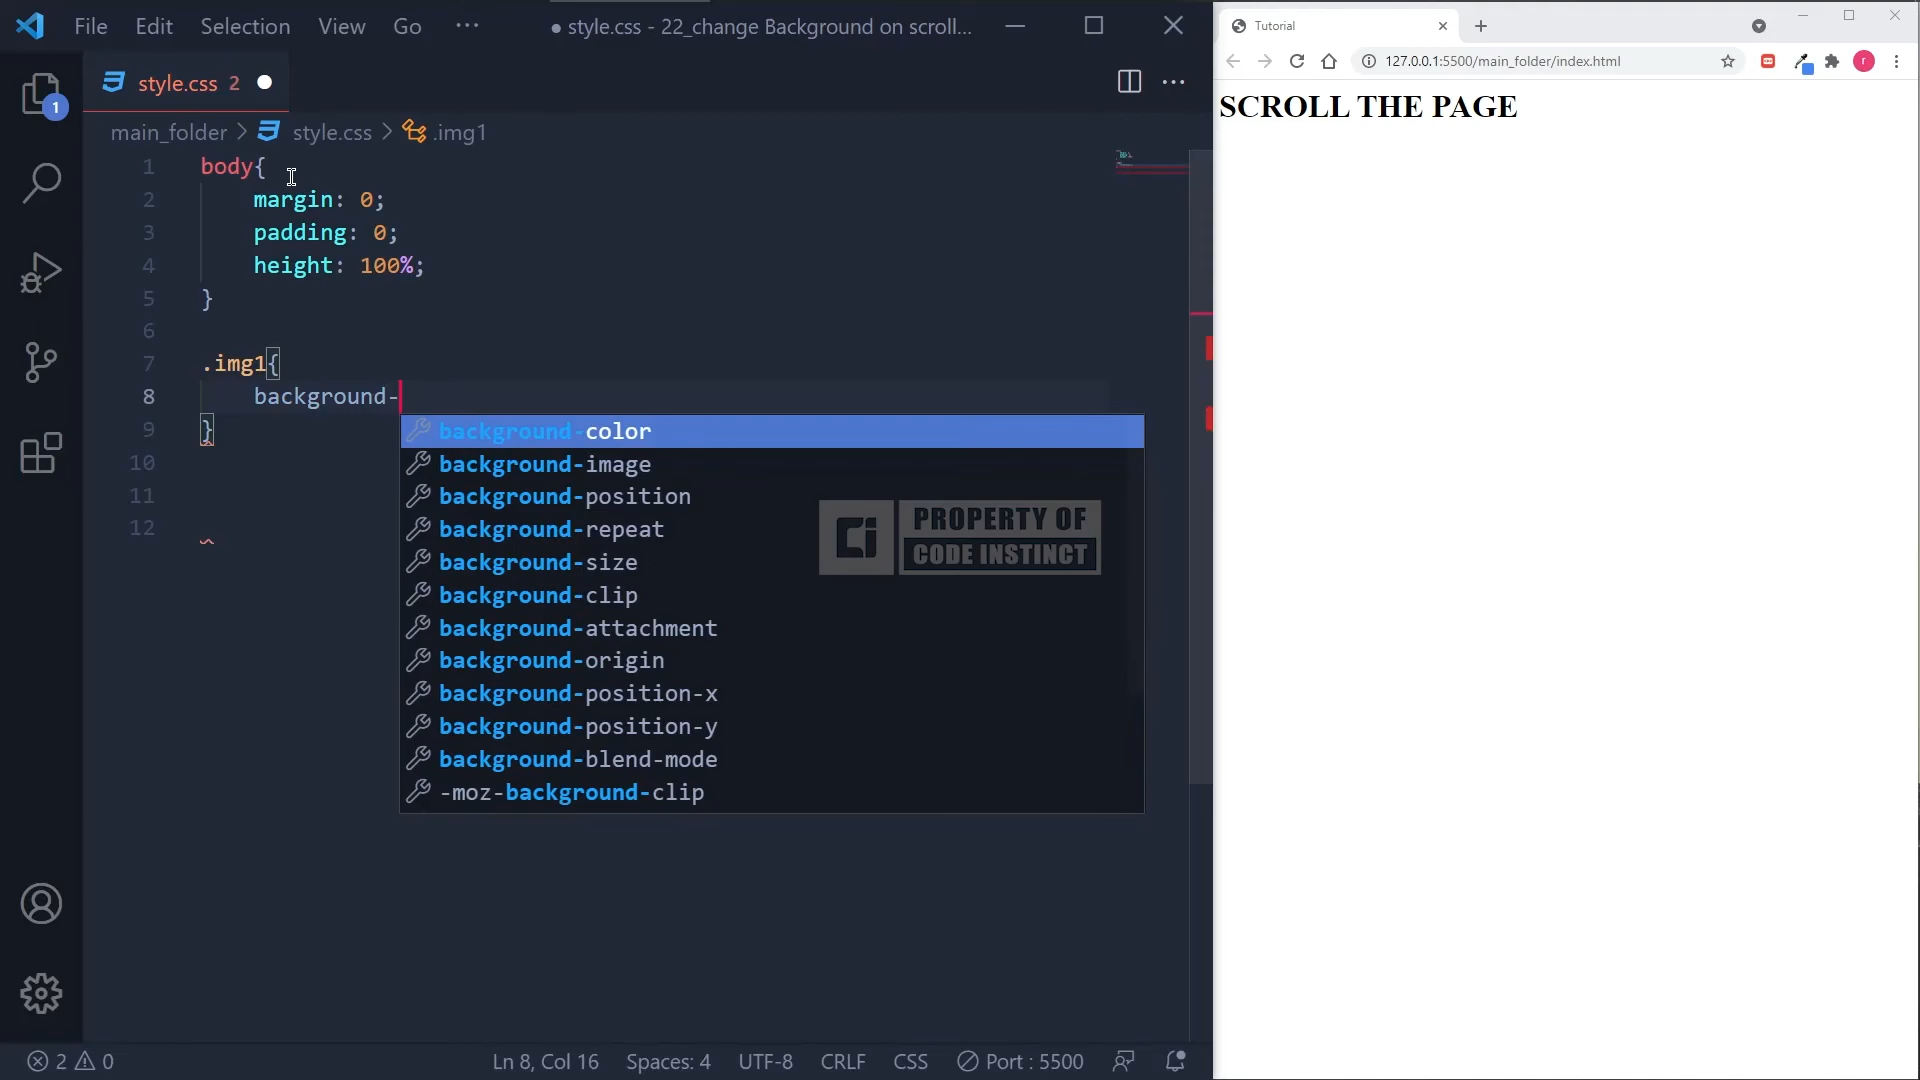 File Edit Selection View Go ···
● style.css - 22_change Background on scroll...
style.css 2
main_folder > style.css > .img1
1 body{
2 margin: 0;
3 padding: 0;
4 height: 100%;
5 }
6
7 .img1{
8 background-
9 }
10
11
12
background-color
background-image
background-position
background-repeat
background-size
background-clip
background-attachment
background-origin
background-position-x
background-position-y
background-blend-mode
-moz-background-clip
Ci
PROPERTY OF
CODE INSTINCT
1
2 0 Ln 8, Col 16 Spaces: 4 UTF-8 CRLF CSS Port : 5500
Tutorial
127.0.0.1:5500/main_folder/index.html
r
SCROLL THE PAGE